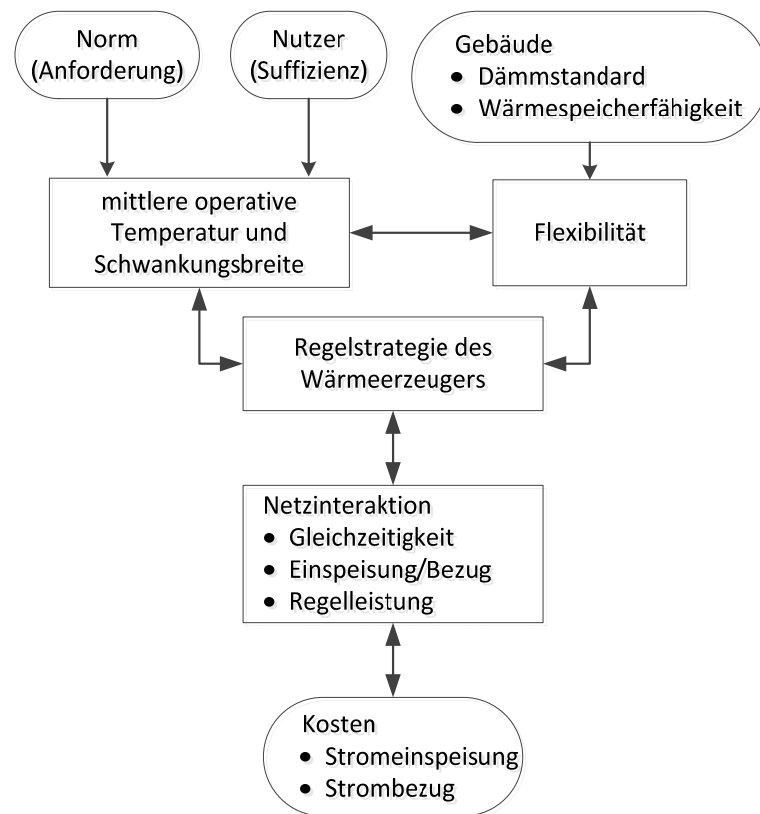 Norm
(Anforderung)
Nutzer
(Suffizienz)
Gebäude
• Dämmstandard
• Wärmespeicherfähigkeit
mittlere operative
Temperatur und
Schwankungsbreite
Flexibilität
Regelstrategie des
Wärmeerzeugers
Netzinteraktion
• Gleichzeitigkeit
• Einspeisung/Bezug
• Regelleistung
Kosten
• Stromeinspeisung
• Strombezug